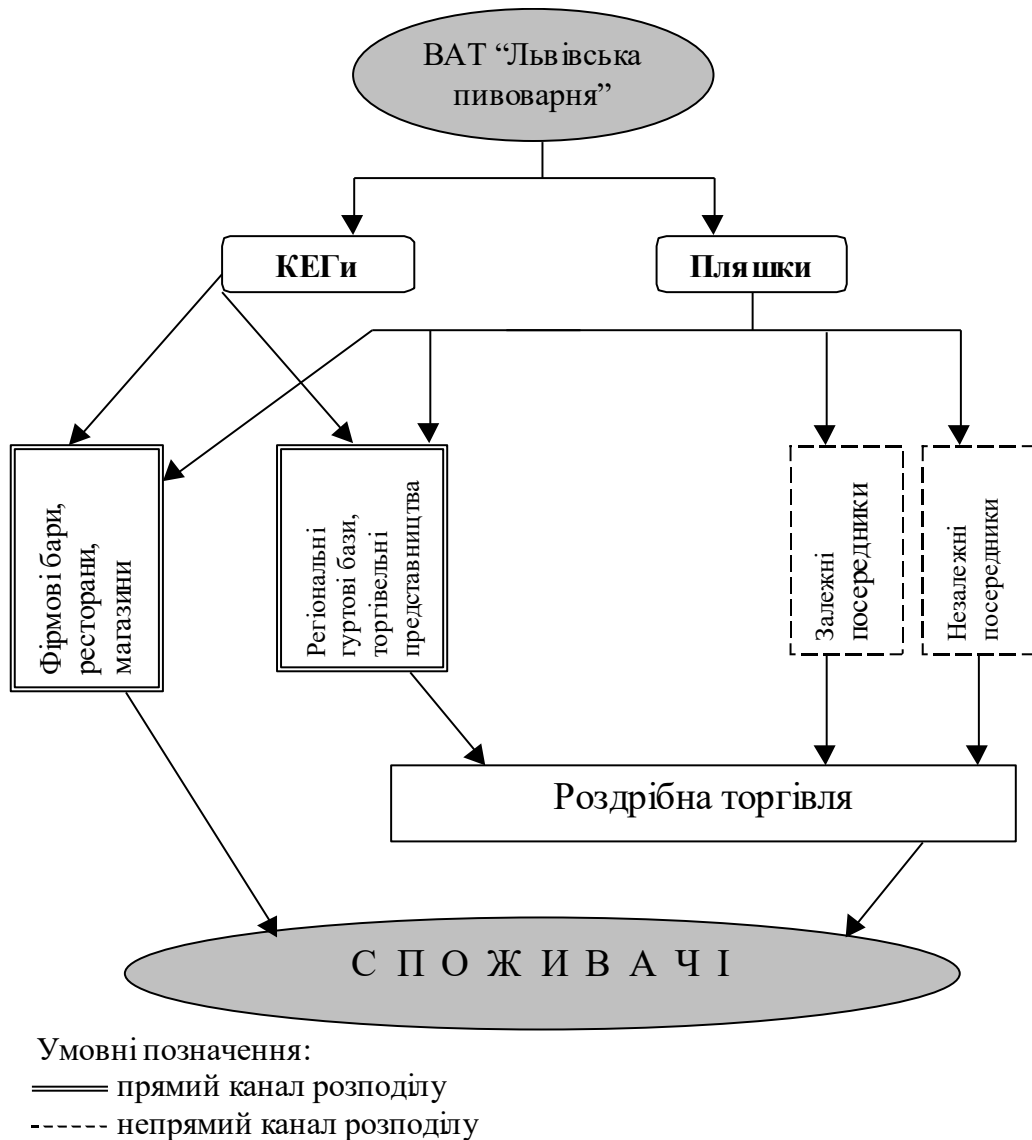 ВАТ “Львівська
пивоварня”
КЕГи
Пляшки
Фірмові бари,
ресторани,
магазини
Регіональні
гуртові бази,
торгівельні
представництва
Залежні
посередники
Незалежні
посередники
Роздрібна торгівля
С П О Ж И В А Ч І
Умовні позначення:
прямий канал розподілу
непрямий канал розподілу